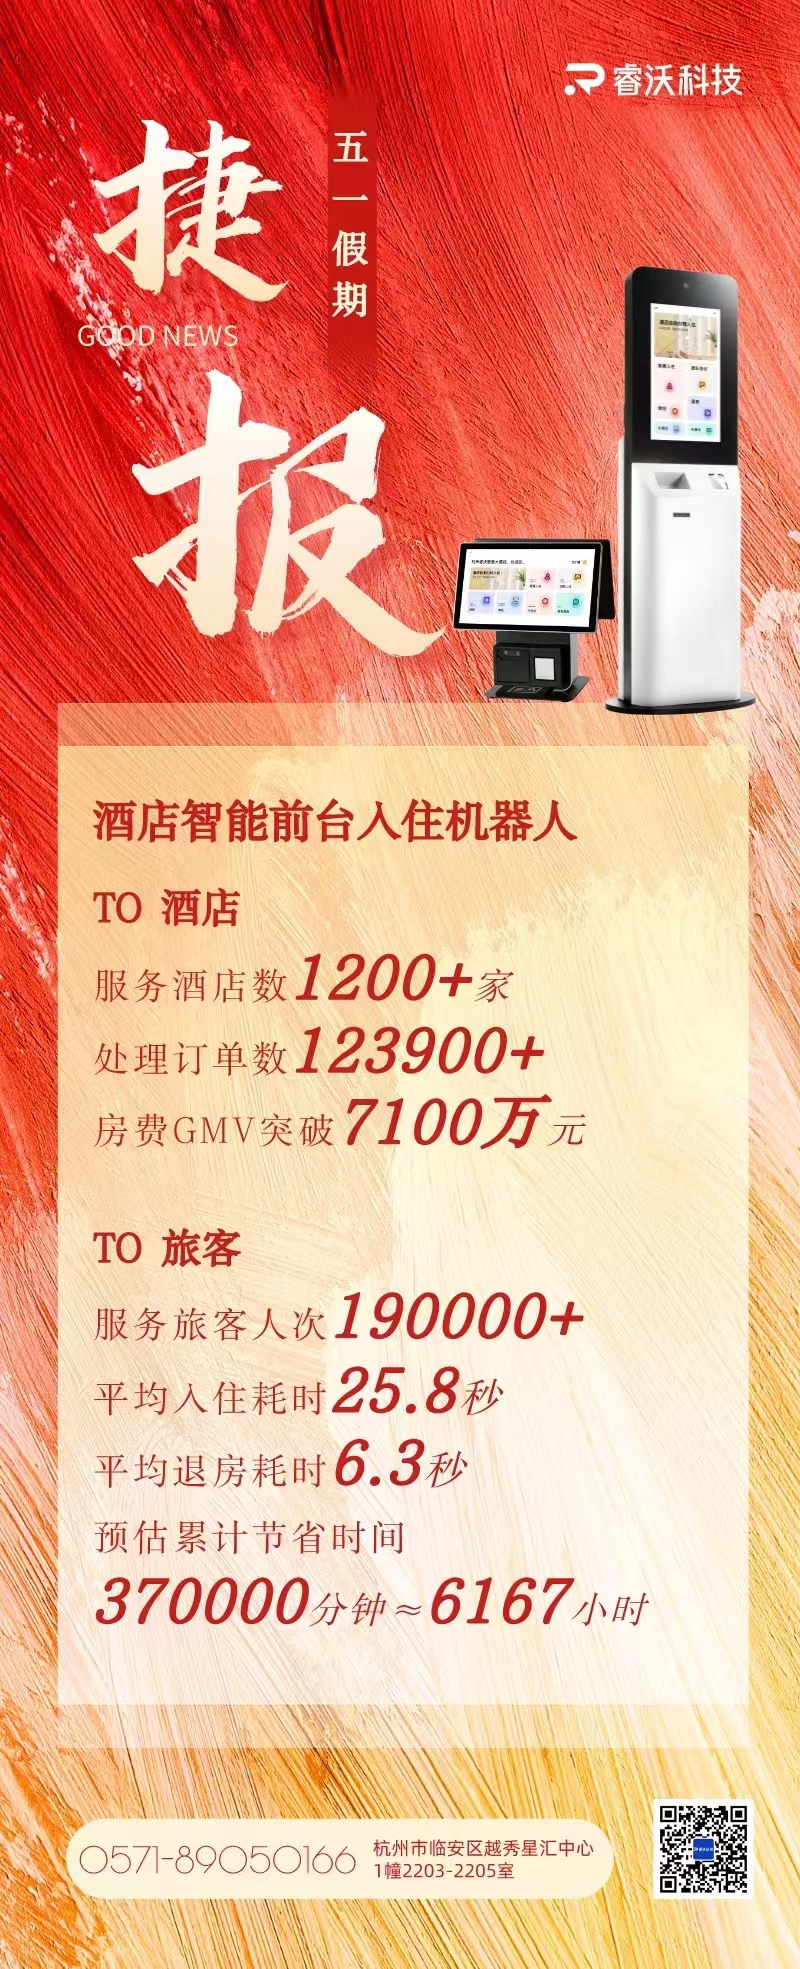 睿沃科技
五一假期
捷
GOOD NEWS
报
酒店智能前台入住机器人
TO 酒店
服务酒店数1200+家
处理订单数123900+
房费GMV突破7100万元
TO 旅客
服务旅客人次190000+
平均入住耗时25.8秒
平均退房耗时6.3秒
预估累计节省时间
370000分钟≈6167小时
0571-89050166
杭州市临安区越秀星汇中心
1幢2203-2205室